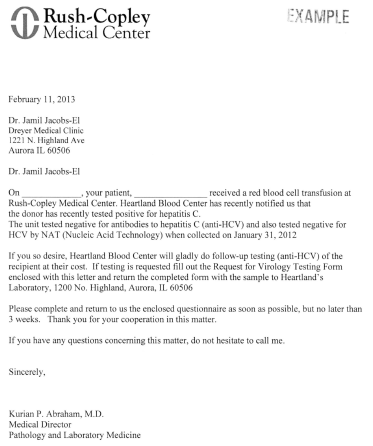 Rush-Copley
Medical Center
EXAMPLE
February 11, 2013
Dr. Jamil Jacobs-El
Dreyer Medical Clinic
1221 N. Highland Ave
Aurora IL 60506
Dr. Jamil Jacobs-El
On ______________, your patient, _________________ received a red blood cell transfusion at
Rush-Copley Medical Center. Heartland Blood Center has recently notified us that
the donor has recently tested positive for hepatitis C.
The unit tested negative for antibodies to hepatitis C (anti-HCV) and also tested negative for
HCV by NAT (Nucleic Acid Technology) when collected on January 31, 2012
If you so desire, Heartland Blood Center will gladly do follow-up testing (anti-HCV) of the
recipient at their cost. If testing is requested fill out the Request for Virology Testing Form
enclosed with this letter and return the completed form with the sample to Heartland's
Laboratory, 1200 No. Highland, Aurora, IL 60506
Please complete and return to us the enclosed questionnaire as soon as possible, but no later than
3 weeks. Thank you for your cooperation in this matter.
If you have any questions concerning this matter, do not hesitate to call me.
Sincerely,
Kurian P. Abraham, M.D.
Medical Director
Pathology and Laboratory Medicine